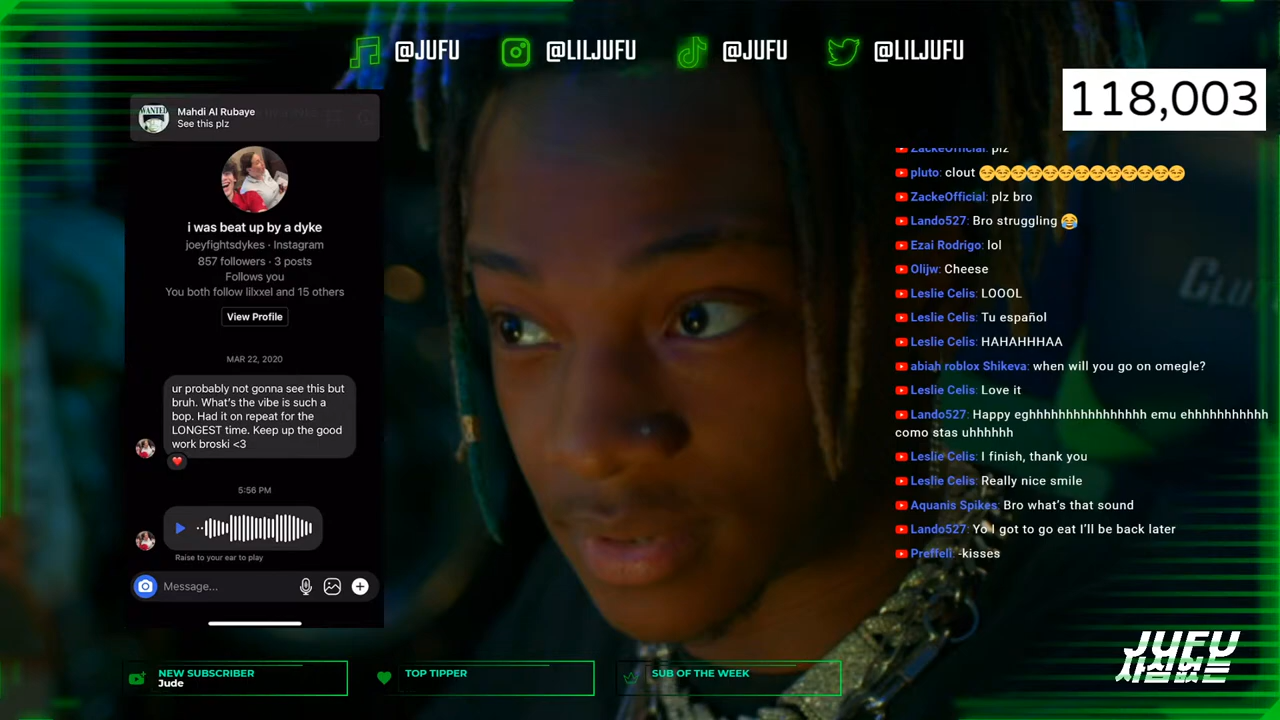 @JUFU
@LILJUFU
@JUFU
@LILJUFU
118,003
Mahdi Al Rubaye
See this plz
WANTED
i was beat up by a dyke
joeyfightsdykes · Instagram
857 followers · 3 posts
Follows you
You both follow lilxxel and 15 others
View Profile
MAR 22, 2020
ur probably not gonna see this but
bruh. What's the vibe is such a
bop. Had it on repeat for the
LONGEST time. Keep up the good
work broski <3
5:56 PM
Raise to your ear to play
Message...
ZackeOfficial: plz
pluto: clout 😏😏😏😏😏😏😏😏😏😏😏😏😏
ZackeOfficial: plz bro
Lando527: Bro struggling 😂
Ezai Rodrigo: lol
Olijw: Cheese
Leslie Celis: LOOOL
Leslie Celis: Tu español
Leslie Celis: HAHAHHHAA
abiah roblox Shikeva: when will you go on omegle?
Leslie Celis: Love it
Lando527: Happy eghhhhhhhhhhhhhhhh emu ehhhhhhhhhhh
como stas uhhhhhh
Leslie Celis: I finish, thank you
Leslie Celis: Really nice smile
Aquanis Spikes: Bro what's that sound
Lando527: Yo I got to go eat I'll be back later
Preffell: -kisses
NEW SUBSCRIBER
Jude
TOP TIPPER
SUB OF THE WEEK
JUFU